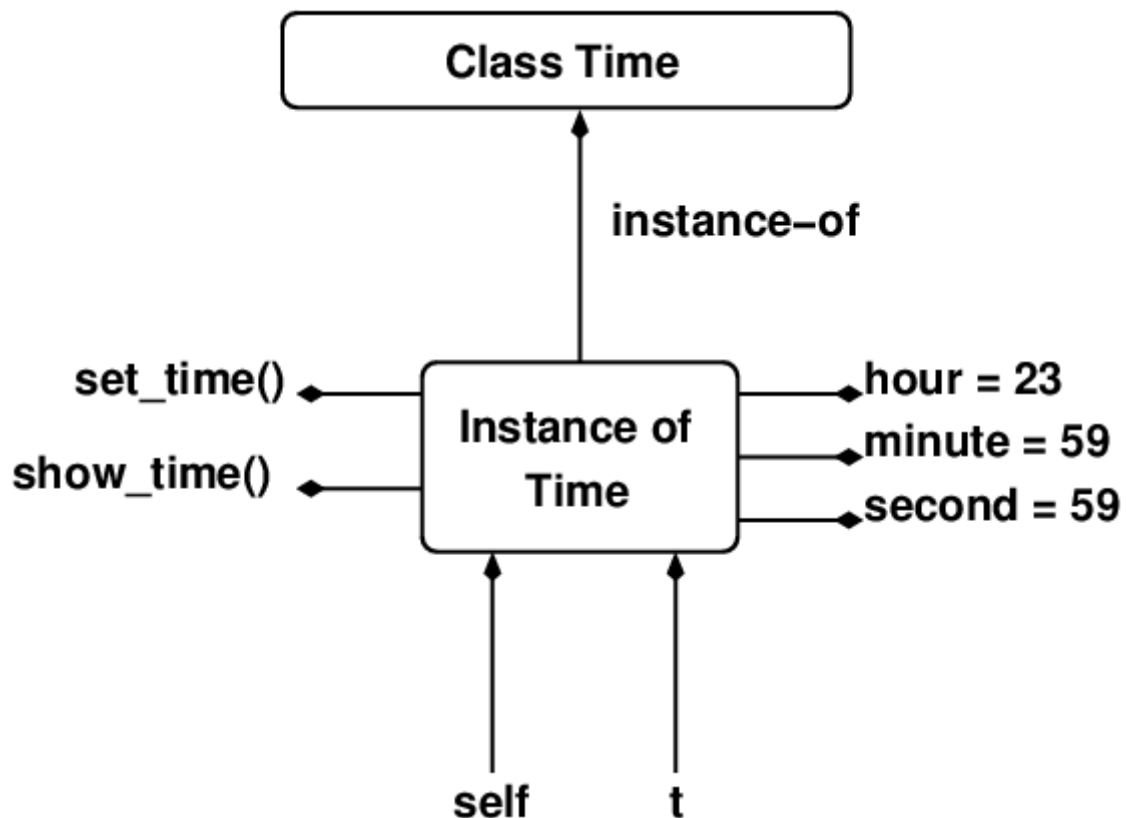 Class Time
instance–of
set_time()
show_time()
Instance of
Time
hour = 23
minute = 59
second = 59
self
t